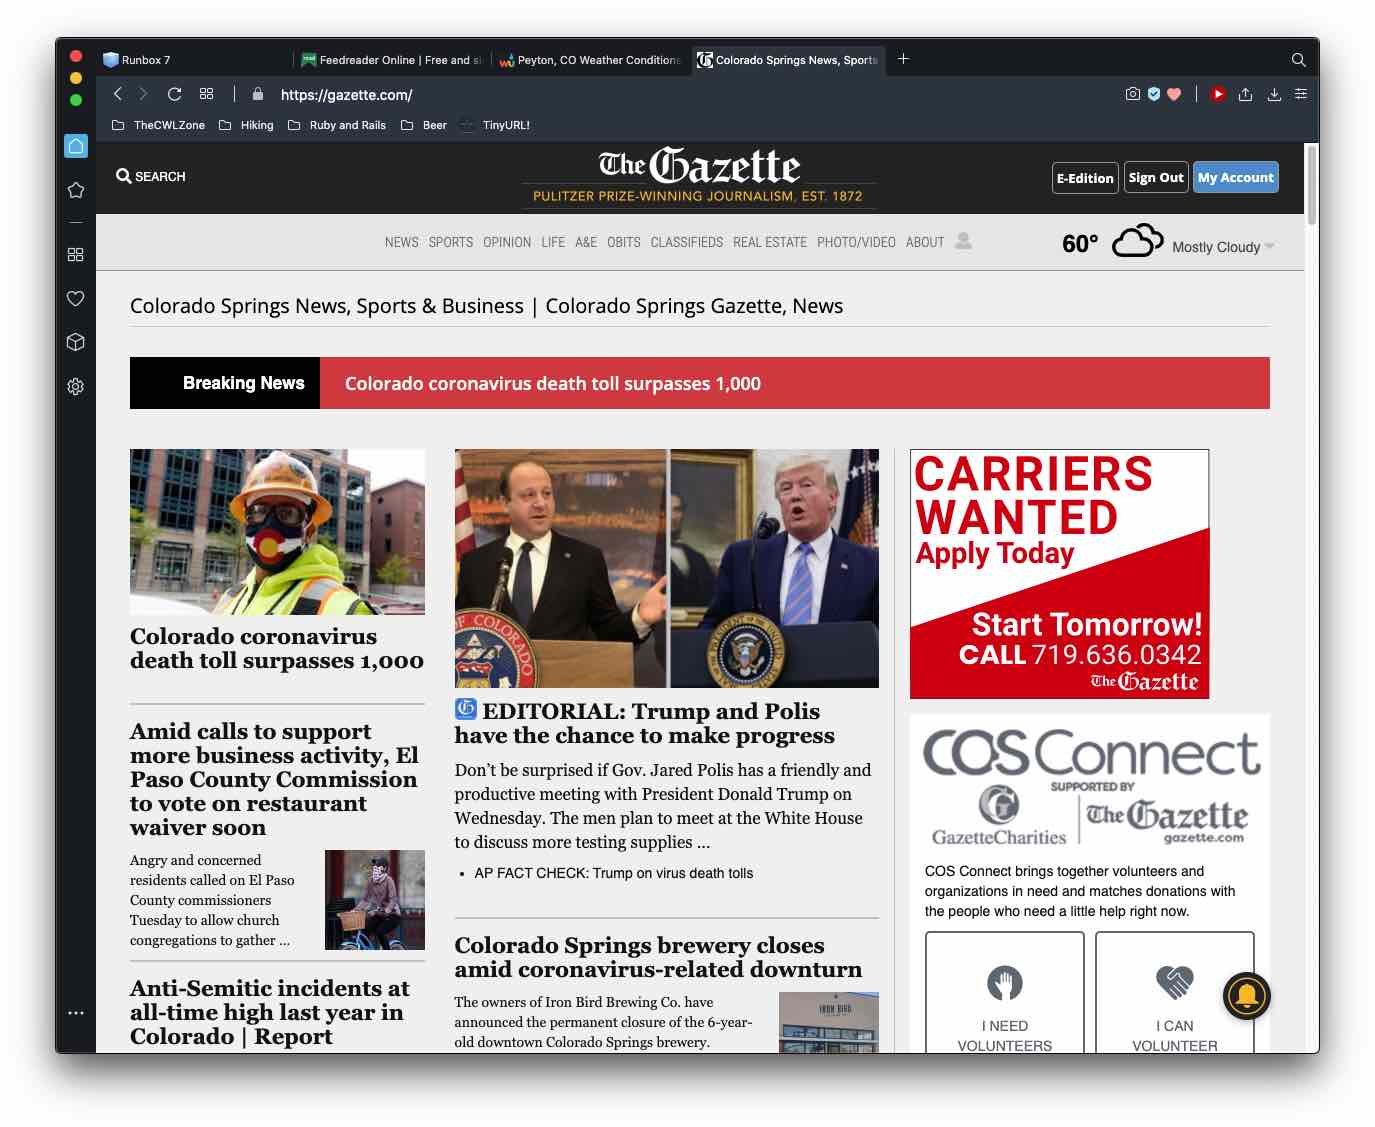 Runbox 7
Feedreader Online | Free and si
Peyton, CO Weather Conditions
Colorado Springs News, Sports
https://gazette.com/
TheCWLZone
Hiking
Ruby and Rails
Beer
TinyURL!
SEARCH
The Gazette
PULITZER PRIZE-WINNING JOURNALISM, EST. 1872
E-Edition
Sign Out
My Account
NEWS SPORTS OPINION LIFE A&E OBITS CLASSIFIEDS REAL ESTATE PHOTO/VIDEO ABOUT
60°
Mostly Cloudy
Colorado Springs News, Sports & Business | Colorado Springs Gazette, News
Breaking News
Colorado coronavirus death toll surpasses 1,000
Colorado coronavirus
death toll surpasses 1,000
Amid calls to support
more business activity, El
Paso County Commission
to vote on restaurant
waiver soon
Angry and concerned
residents called on El Paso
County commissioners
Tuesday to allow church
congregations to gather ...
Anti-Semitic incidents at
all-time high last year in
Colorado | Report
OF COLORADO
EDITORIAL: Trump and Polis
have the chance to make progress
Don't be surprised if Gov. Jared Polis has a friendly and
productive meeting with President Donald Trump on
Wednesday. The men plan to meet at the White House
to discuss more testing supplies ...
• AP FACT CHECK: Trump on virus death tolls
Colorado Springs brewery closes
amid coronavirus-related downturn
The owners of Iron Bird Brewing Co. have
announced the permanent closure of the 6-year-
old downtown Colorado Springs brewery.
IRON BIRD
CARRIERS
WANTED
Apply Today
Start Tomorrow!
CALL 719.636.0342
The Gazette
COSConnect
SUPPORTED BY
GazetteCharities
The Gazette
gazette.com
COS Connect brings together volunteers and
organizations in need and matches donations with
the people who need a little help right now.
I NEED
VOLUNTEERS
I CAN
VOLUNTEER